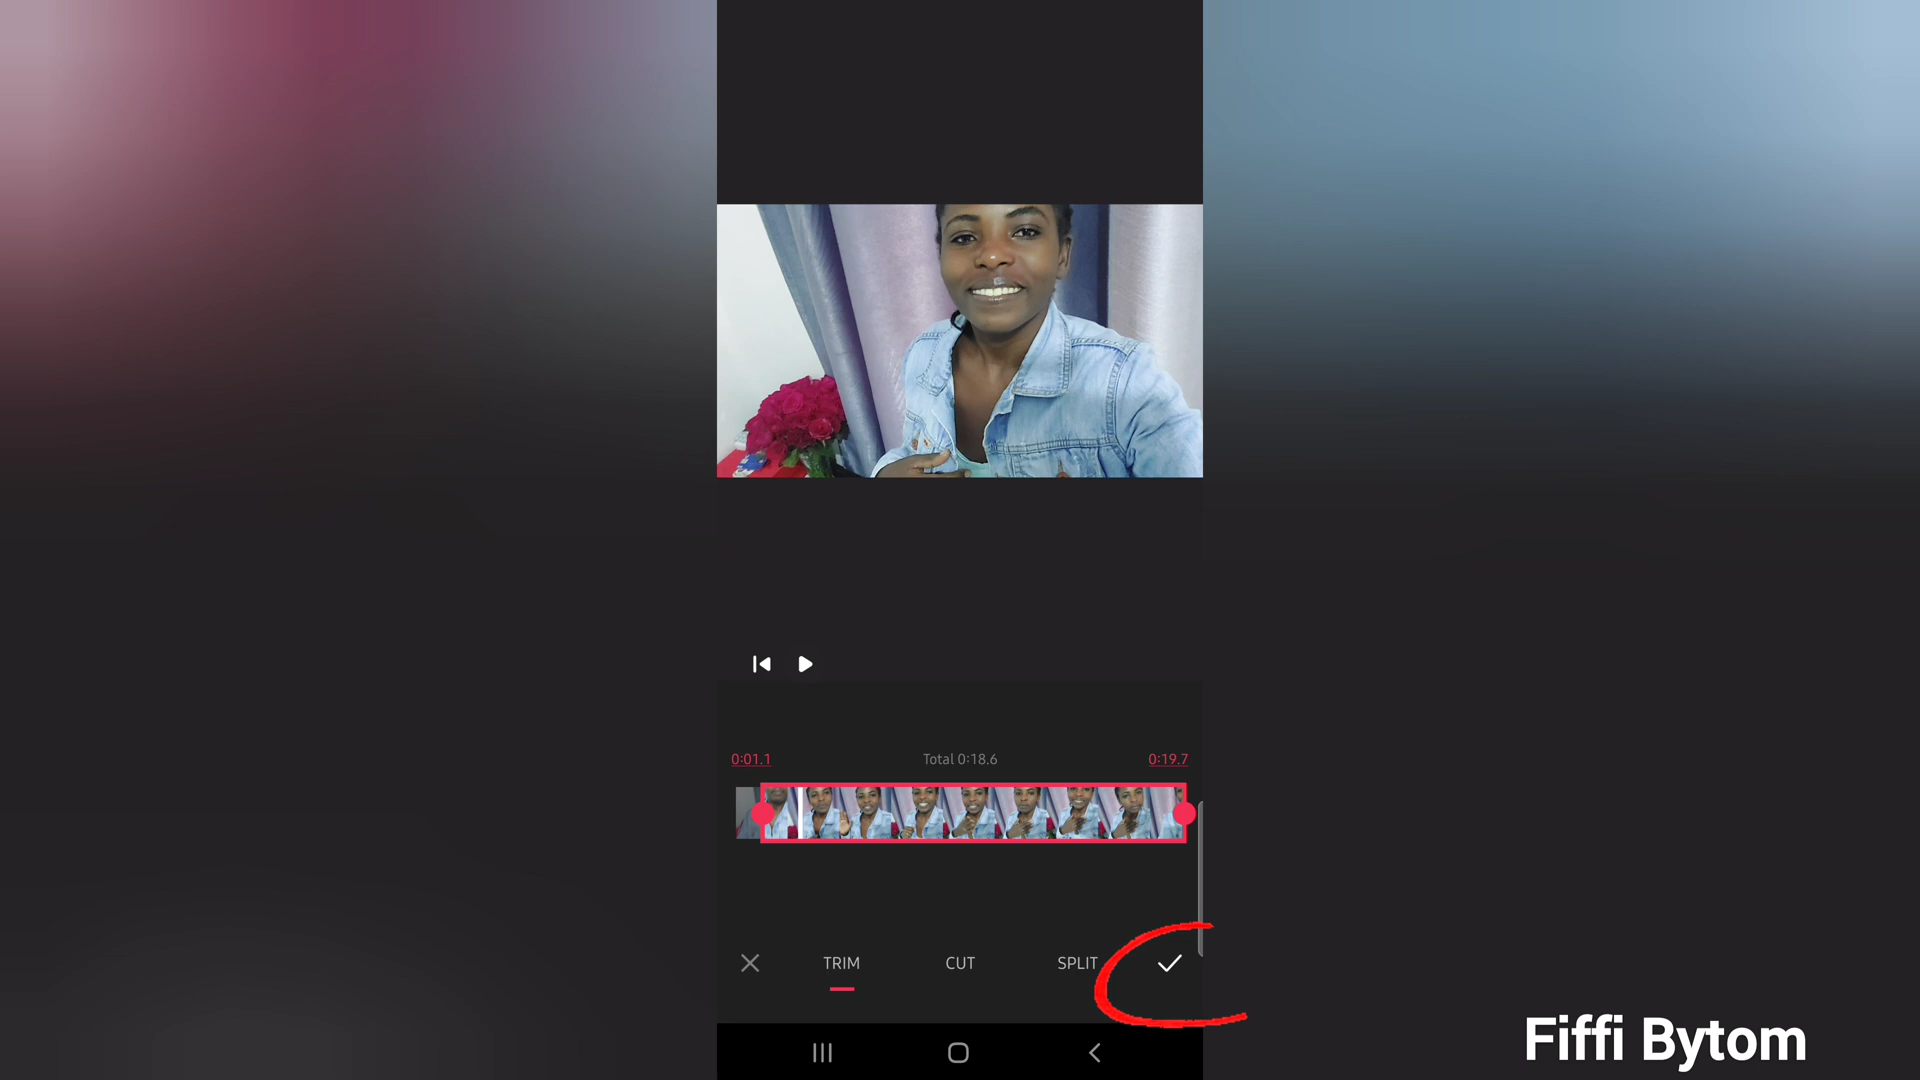 0:01.1
Total 0:18.6
0:19.7
TRIM
CUT
SPLIT
Fiffi Bytom